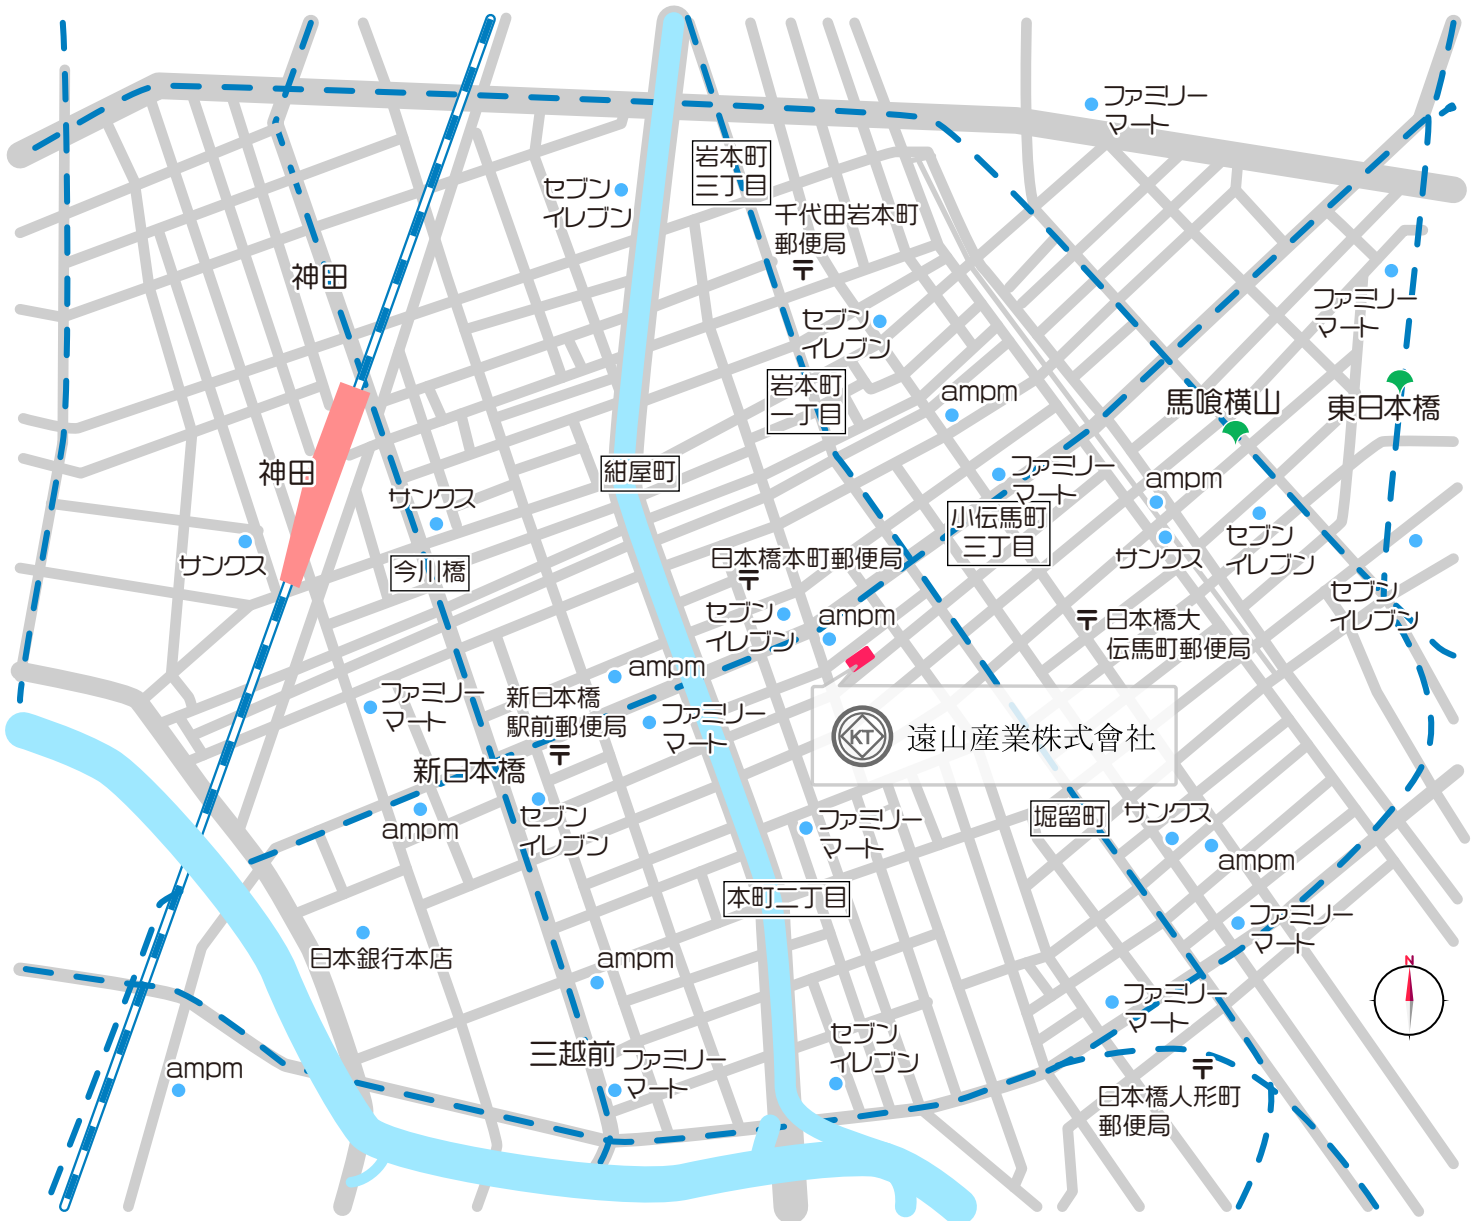 ファミリー
マート
岩本町
三丁目
セブン
イレブン
千代田岩本町
郵便局
神田
ファミリー
マート
セブン
イレブン
岩本町
一丁目
ampm
馬喰横山
東日本橋
神田
紺屋町
ファミリー
マート
サンクス
ampm
小伝馬町
三丁目
セブン
イレブン
サンクス
サンクス
今川橋
日本橋本町郵便局
セブン
イレブン
セブン
イレブン
ampm
日本橋大
伝馬町郵便局
ampm
ファミリー
マート
新日本橋
駅前郵便局
ファミリー
マート
KT
遠山産業株式會社
新日本橋
ampm
セブン
イレブン
ファミリー
マート
堀留町
サンクス
ampm
本町二丁目
ファミリー
マート
日本銀行本店
ampm
N
ファミリー
マート
セブン
イレブン
三越前
ファミリー
マート
ampm
日本橋人形町
郵便局